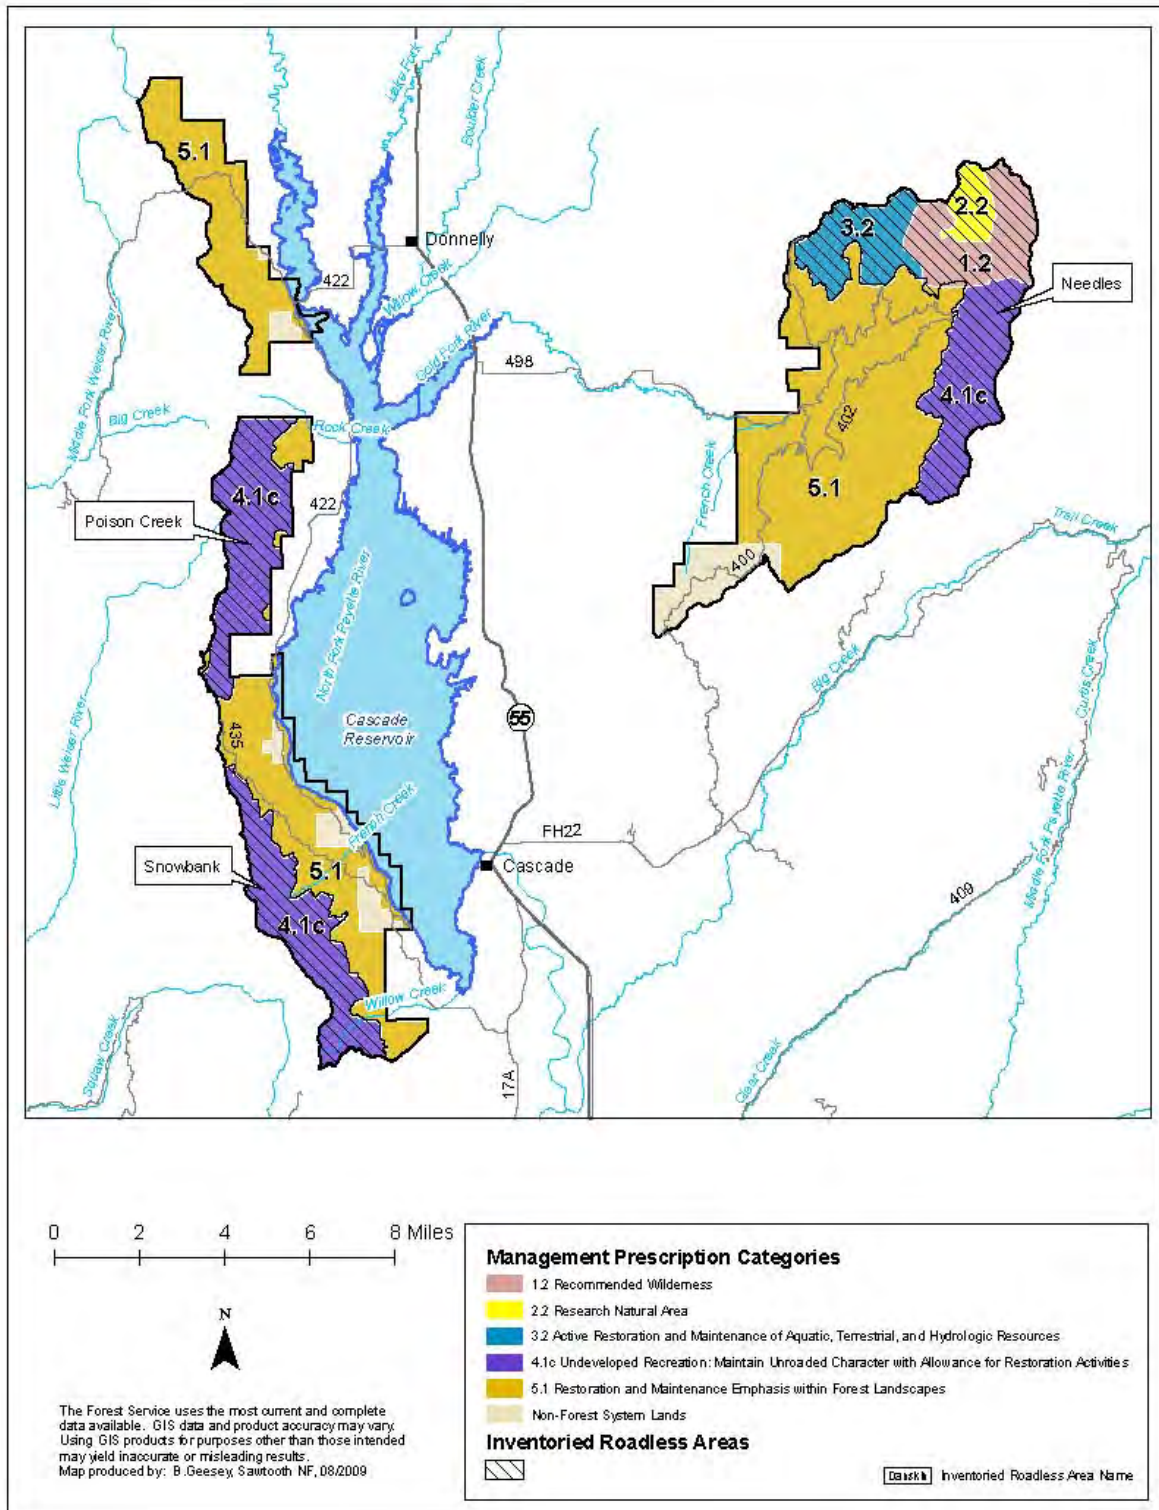 Lake Fork
Boulder Creek
5.1
Donnelly
422
Willow Creek
2.2
3.2
1.2
Needles
Middle Fork Weiser River
Gold Fork River
498
4.1c
402
Big Creek
Rock Creek
4.1c
422
French Creek
5.1
Poison Creek
Trail Creek
400
North Fork Payette River
Big Creek
Curtis Creek
Little Weiser River
435
Cascade
Reservoir
55
French Creek
FH22
Middle Fork Payette River
Snowbank
5.1
Cascade
409
4.1c
Willow Creek
Squaw Creek
17A
Clear Creek
0 2 4 6 8 Miles
N
The Forest Service uses the most current and complete
data available. GIS data and product accuracy may vary.
Using GIS products for purposes other than those intended
may yield inaccurate or misleading results.
Map produced by: B.Geesey, Sawtooth NF, 08/2009
Management Prescription Categories
1.2 Recommended Wilderness
2.2 Research Natural Area
3.2 Active Restoration and Maintenance of Aquatic, Terrestrial, and Hydrologic Resources
4.1c Undeveloped Recreation: Maintain Unroaded Character with Allowance for Restoration Activities
5.1 Restoration and Maintenance Emphasis within Forest Landscapes
Non-Forest System Lands
Inventoried Roadless Areas
Inventoried Roadless Area Name